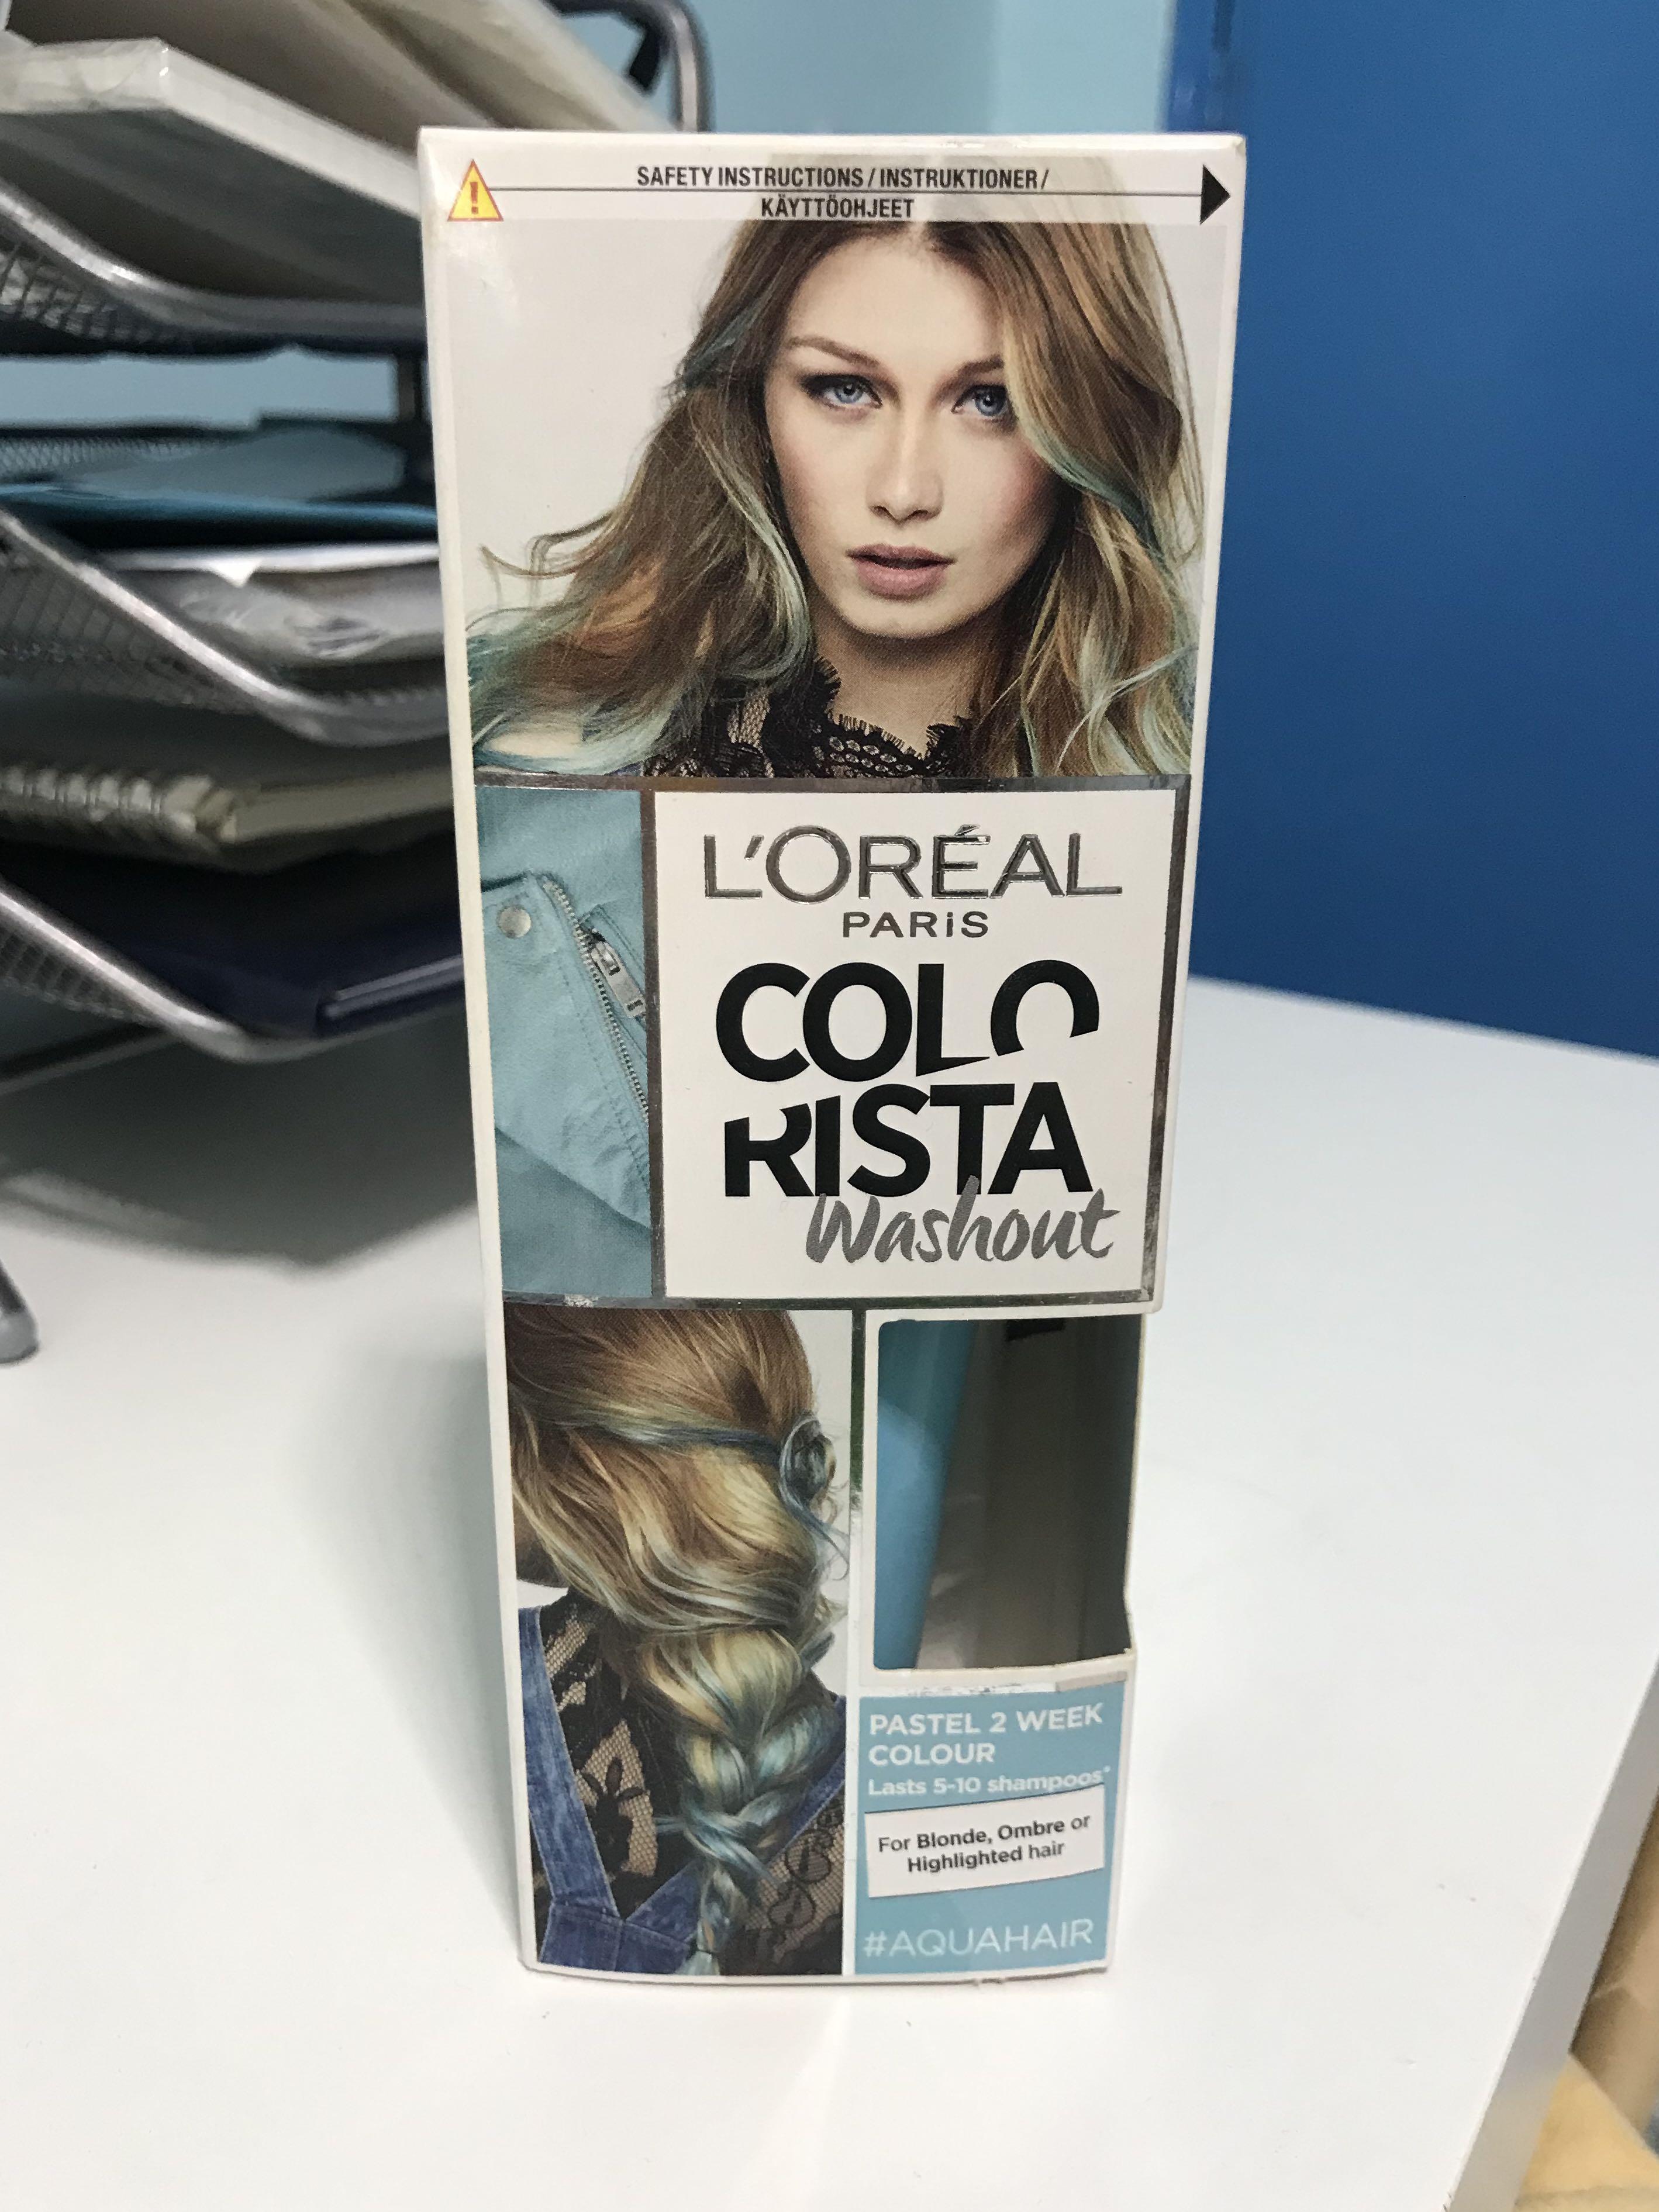 SAFETY INSTRUCTIONS / INSTRUKTIONER /
KÄYTTÖOHJEET
L'ORÉAL
PARiS
COLO
RISTA
Washout
PASTEL 2 WEEK
COLOUR
Lasts 5-10 shampoos*
For Blonde, Ombre or
Highlighted hair
#AQUAHAIR